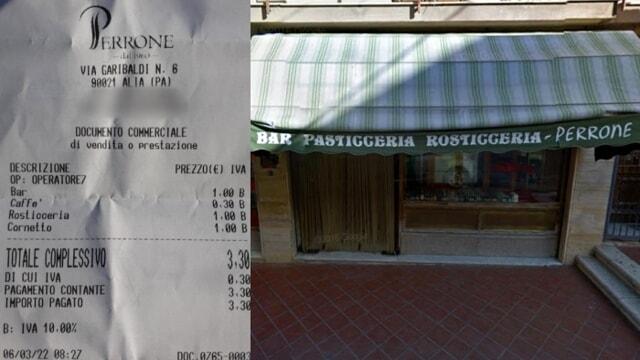 PERRONE
VIA GARIBALDI N. 6
90021 ALIA (PA)
DOCUMENTO COMMERCIALE
di vendita o prestazione
DESCRIZIONE PREZZO(€) IVA
OP: OPERATORE7
Bar 1.00 B
Caffe' 0.30 B
Rosticceria 1.00 B
Cornetto 1.00 B
TOTALE COMPLESSIVO 3,30
DI CUI IVA 0,30
PAGAMENTO CONTANTE 3,30
IMPORTO PAGATO 3,30
B: IVA 10.00%
06/03/22 08:27 DOC.0765-000
BAR PASTICCERIA ROSTICCERIA - PERRONE